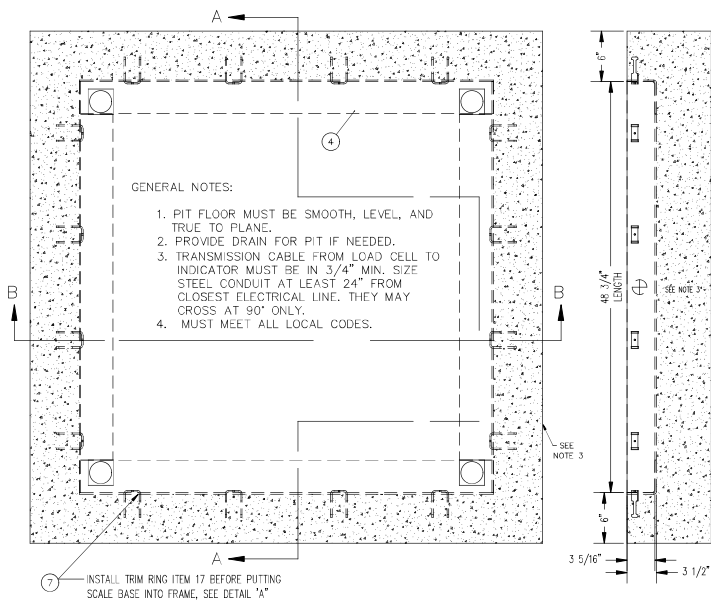 A
6"
4
GENERAL NOTES:
1. PIT FLOOR MUST BE SMOOTH, LEVEL, AND
TRUE TO PLANE.
2. PROVIDE DRAIN FOR PIT IF NEEDED.
3. TRANSMISSION CABLE FROM LOAD CELL TO
INDICATOR MUST BE IN 3/4" MIN. SIZE
STEEL CONDUIT AT LEAST 24" FROM
CLOSEST ELECTRICAL LINE. THEY MAY
CROSS AT 90° ONLY.
4. MUST MEET ALL LOCAL CODES.
B
B
48 3/4"
LENGTH
SEE NOTE 3"
SEE
NOTE 3
6"
A
3 5/16"
3 1/2"
7
INSTALL TRIM RING ITEM 17 BEFORE PUTTING
SCALE BASE INTO FRAME, SEE DETAIL "A"